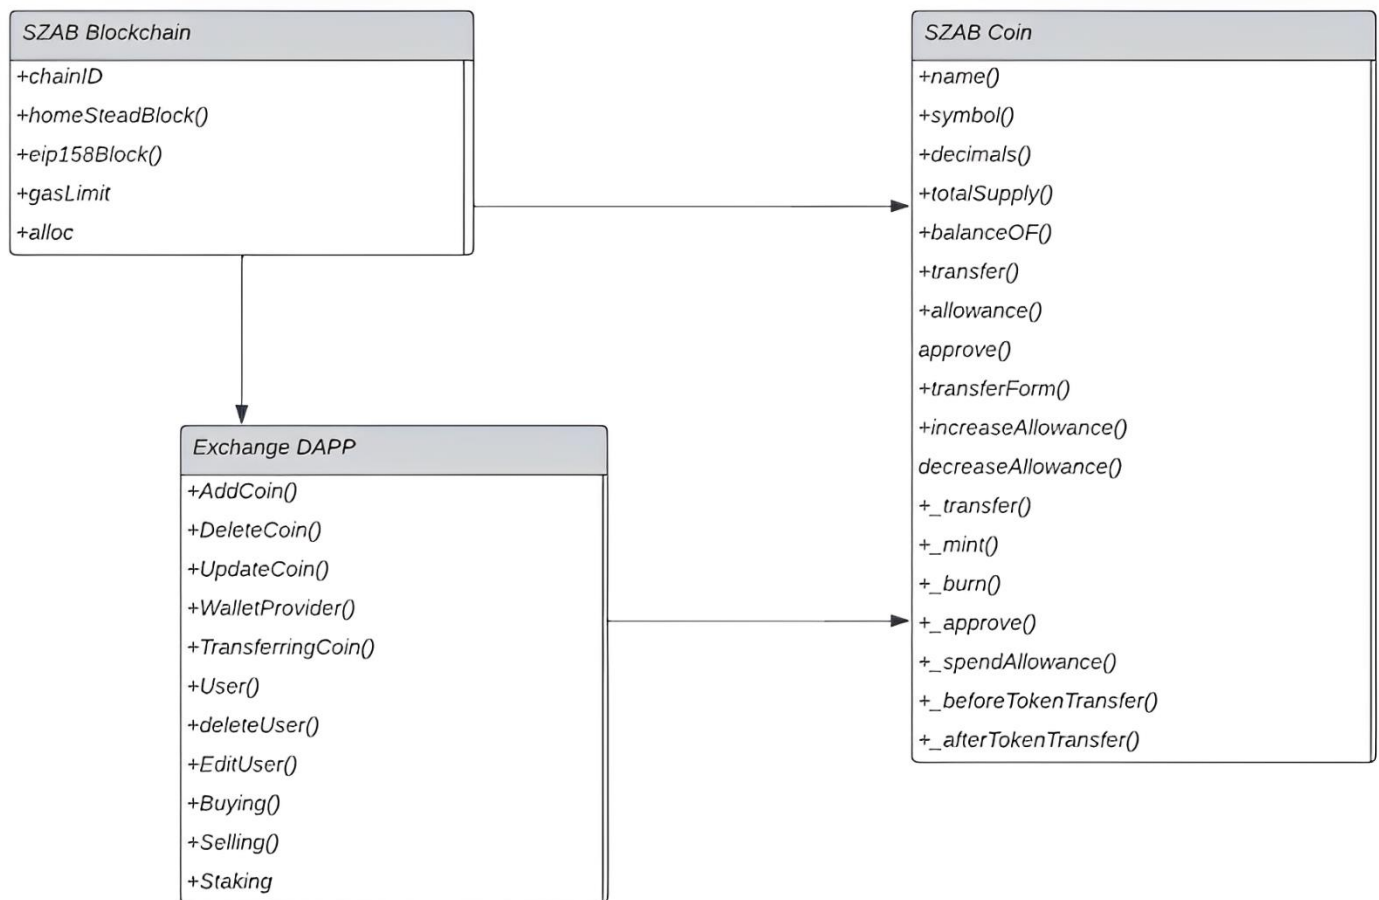 SZAB Blockchain
+chainID
+homeSteadBlock()
+eip158Block()
+gasLimit
+alloc
SZAB Coin
+name()
+symbol()
+decimals()
+totalSupply()
+balanceOF()
+transfer()
+allowance()
approve()
+transferForm()
+increaseAllowance()
decreaseAllowance()
+_transfer()
+_mint()
+_burn()
+_approve()
+_spendAllowance()
+_beforeTokenTransfer()
+_afterTokenTransfer()
Exchange DAPP
+AddCoin()
+DeleteCoin()
+UpdateCoin()
+WalletProvider()
+TransferringCoin()
+User()
+deleteUser()
+EditUser()
+Buying()
+Selling()
+Staking